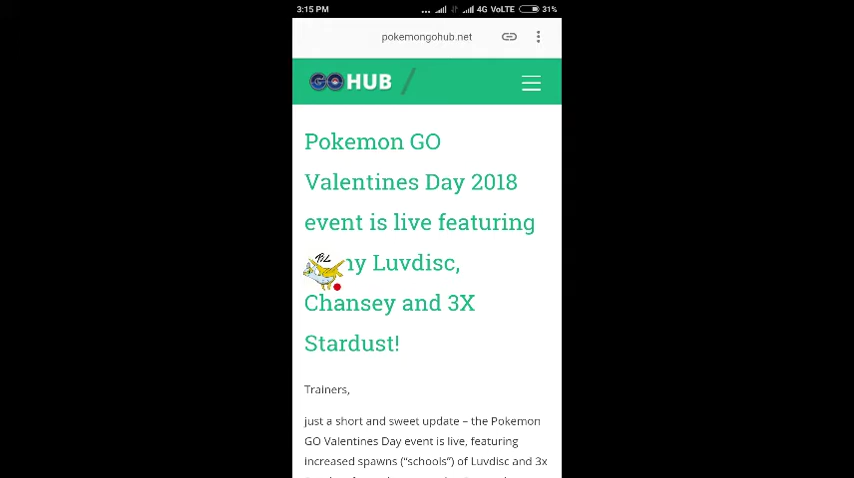 3:15 PM ... 4G VoLTE 31%
pokemongohub.net
GO HUB
Pokemon GO
Valentines Day 2018
event is live featuring
ny Luvdisc,
Chansey and 3X
Stardust!
Trainers,
just a short and sweet update – the Pokemon
GO Valentines Day event is live, featuring
increased spawns (“schools”) of Luvdisc and 3x